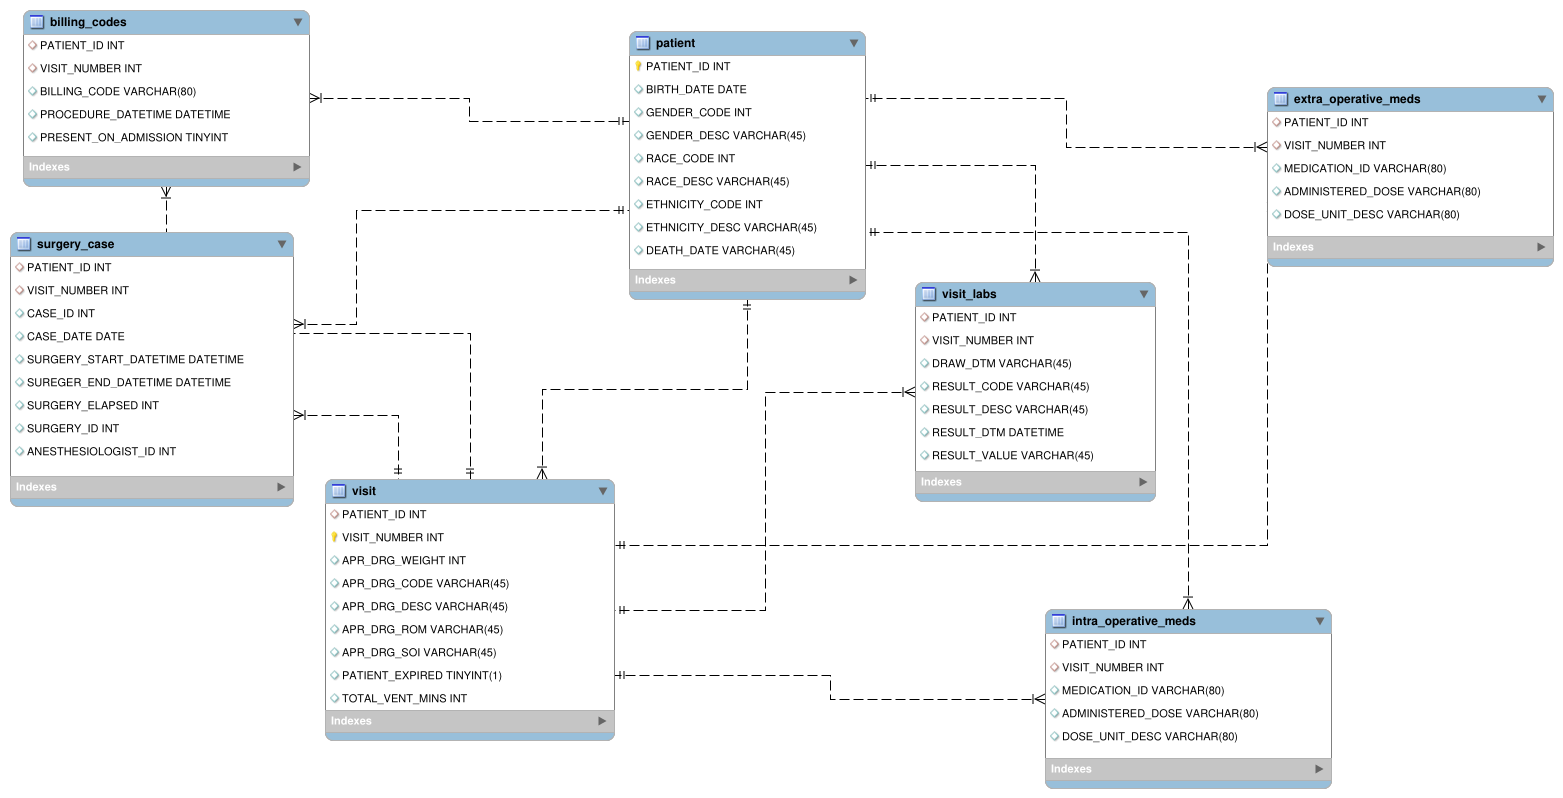 billing_codes
PATIENT_ID INT
VISIT_NUMBER INT
BILLING_CODE VARCHAR(80)
PROCEDURE_DATETIME DATETIME
PRESENT_ON_ADMISSION TINYINT
Indexes
patient
PATIENT_ID INT
BIRTH_DATE DATE
GENDER_CODE INT
GENDER_DESC VARCHAR(45)
RACE_CODE INT
RACE_DESC VARCHAR(45)
ETHNICITY_CODE INT
ETHNICITY_DESC VARCHAR(45)
DEATH_DATE VARCHAR(45)
Indexes
extra_operative_meds
PATIENT_ID INT
VISIT_NUMBER INT
MEDICATION_ID VARCHAR(80)
ADMINISTERED_DOSE VARCHAR(80)
DOSE_UNIT_DESC VARCHAR(80)
Indexes
surgery_case
PATIENT_ID INT
VISIT_NUMBER INT
CASE_ID INT
CASE_DATE DATE
SURGERY_START_DATETIME DATETIME
SUREGER_END_DATETIME DATETIME
SURGERY_ELAPSED INT
SURGERY_ID INT
ANESTHESIOLOGIST_ID INT
Indexes
visit_labs
PATIENT_ID INT
VISIT_NUMBER INT
DRAW_DTM VARCHAR(45)
RESULT_CODE VARCHAR(45)
RESULT_DESC VARCHAR(45)
RESULT_DTM DATETIME
RESULT_VALUE VARCHAR(45)
Indexes
visit
PATIENT_ID INT
VISIT_NUMBER INT
APR_DRG_WEIGHT INT
APR_DRG_CODE VARCHAR(45)
APR_DRG_DESC VARCHAR(45)
APR_DRG_ROM VARCHAR(45)
APR_DRG_SOI VARCHAR(45)
PATIENT_EXPIRED TINYINT(1)
TOTAL_VENT_MINS INT
Indexes
intra_operative_meds
PATIENT_ID INT
VISIT_NUMBER INT
MEDICATION_ID VARCHAR(80)
ADMINISTERED_DOSE VARCHAR(80)
DOSE_UNIT_DESC VARCHAR(80)
Indexes